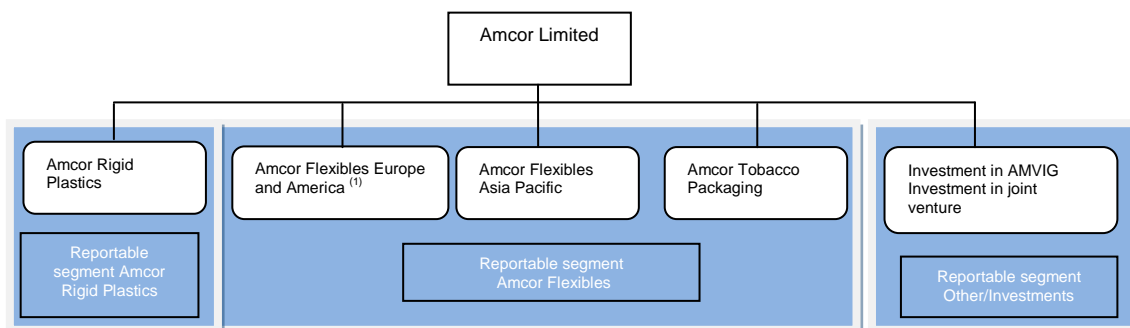 Amcor Limited
Amcor Rigid
Plastics
Amcor Flexibles Europe
and America (1)
Amcor Flexibles
Asia Pacific
Amcor Tobacco
Packaging
Investment in AMVIG
Investment in joint
venture
Reportable
segment Amcor
Rigid Plastics
Reportable segment
Amcor Flexibles
Reportable segment
Other/Investments